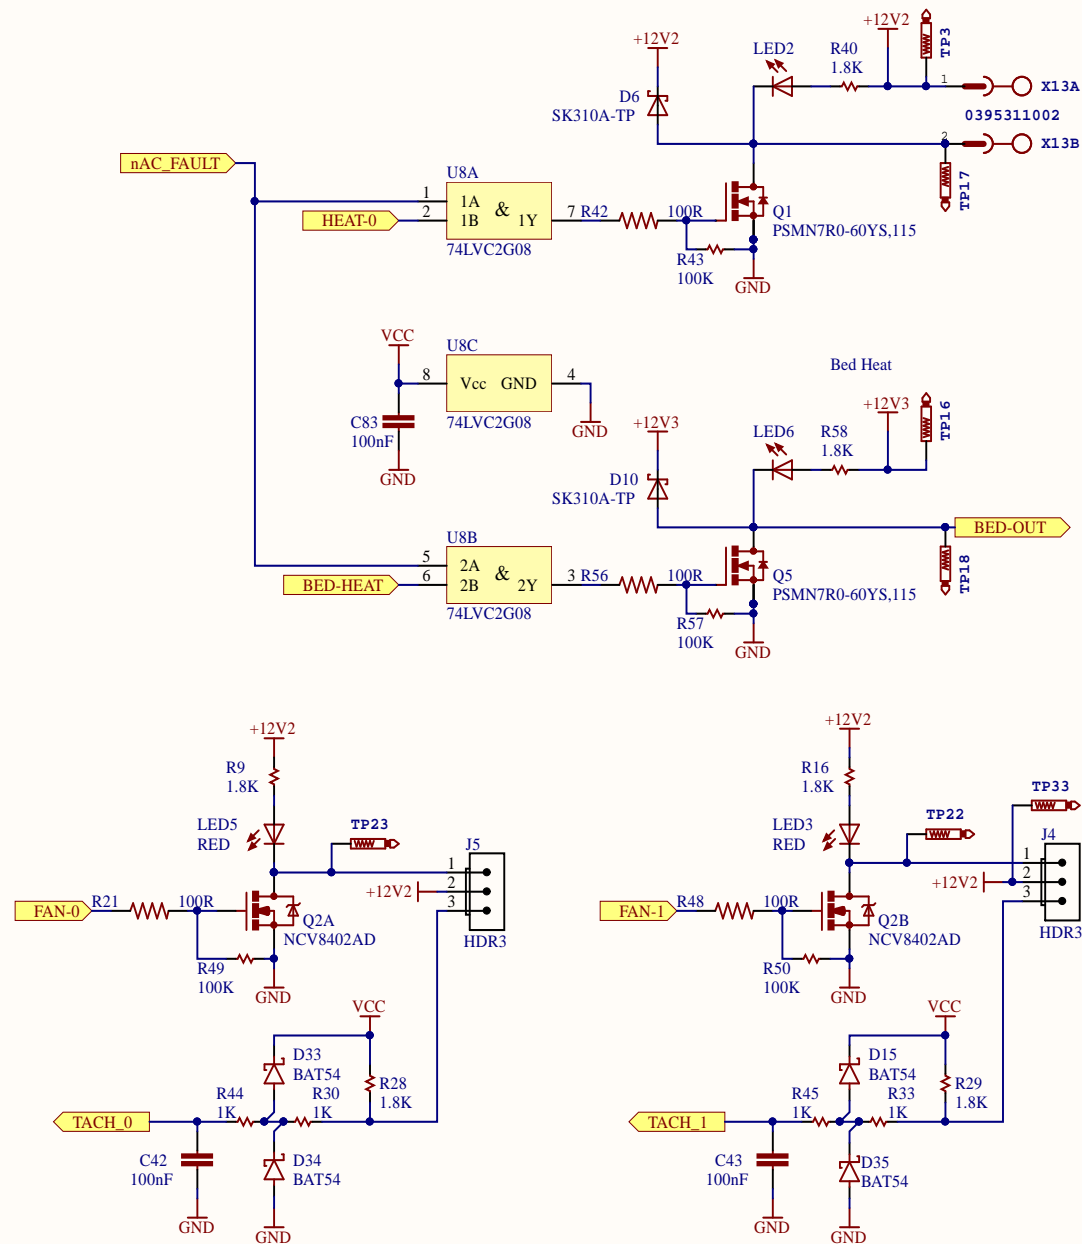 +12V2
TP3
+12V2
LED2
R40
1.8K
1
X13A
D6
SK310A-TP
0395311002
2
X13B
nAC_FAULT
TP17
U8A
1
1A
&
1Y
7
R42
100R
HEAT-0
2
1B
74LVC2G08
Q1
PSMN7R0-60YS,115
R43
100K
GND
VCC
U8C
8
Vcc
GND
4
C83
100nF
74LVC2G08
GND
GND
Bed Heat
+12V3
TP16
+12V3
LED6
R58
1.8K
D10
SK310A-TP
BED-OUT
TP18
U8B
5
2A
&
2Y
3
R56
100R
BED-HEAT
6
2B
74LVC2G08
Q5
PSMN7R0-60YS,115
R57
100K
GND
+12V2
R9
1.8K
LED5
RED
TP23
J5
1
2
3
+12V2
HDR3
FAN-0
R21
100R
Q2A
NCV8402AD
R49
100K
GND
VCC
D33
BAT54
R44
1K
R30
1K
R28
1.8K
TACH_0
C42
100nF
D34
BAT54
GND
GND
+12V2
R16
1.8K
TP33
LED3
RED
TP22
J4
1
2
3
+12V2
HDR3
FAN-1
R48
100R
Q2B
NCV8402AD
R50
100K
GND
VCC
D15
BAT54
R45
1K
R33
1K
R29
1.8K
TACH_1
C43
100nF
D35
BAT54
GND
GND